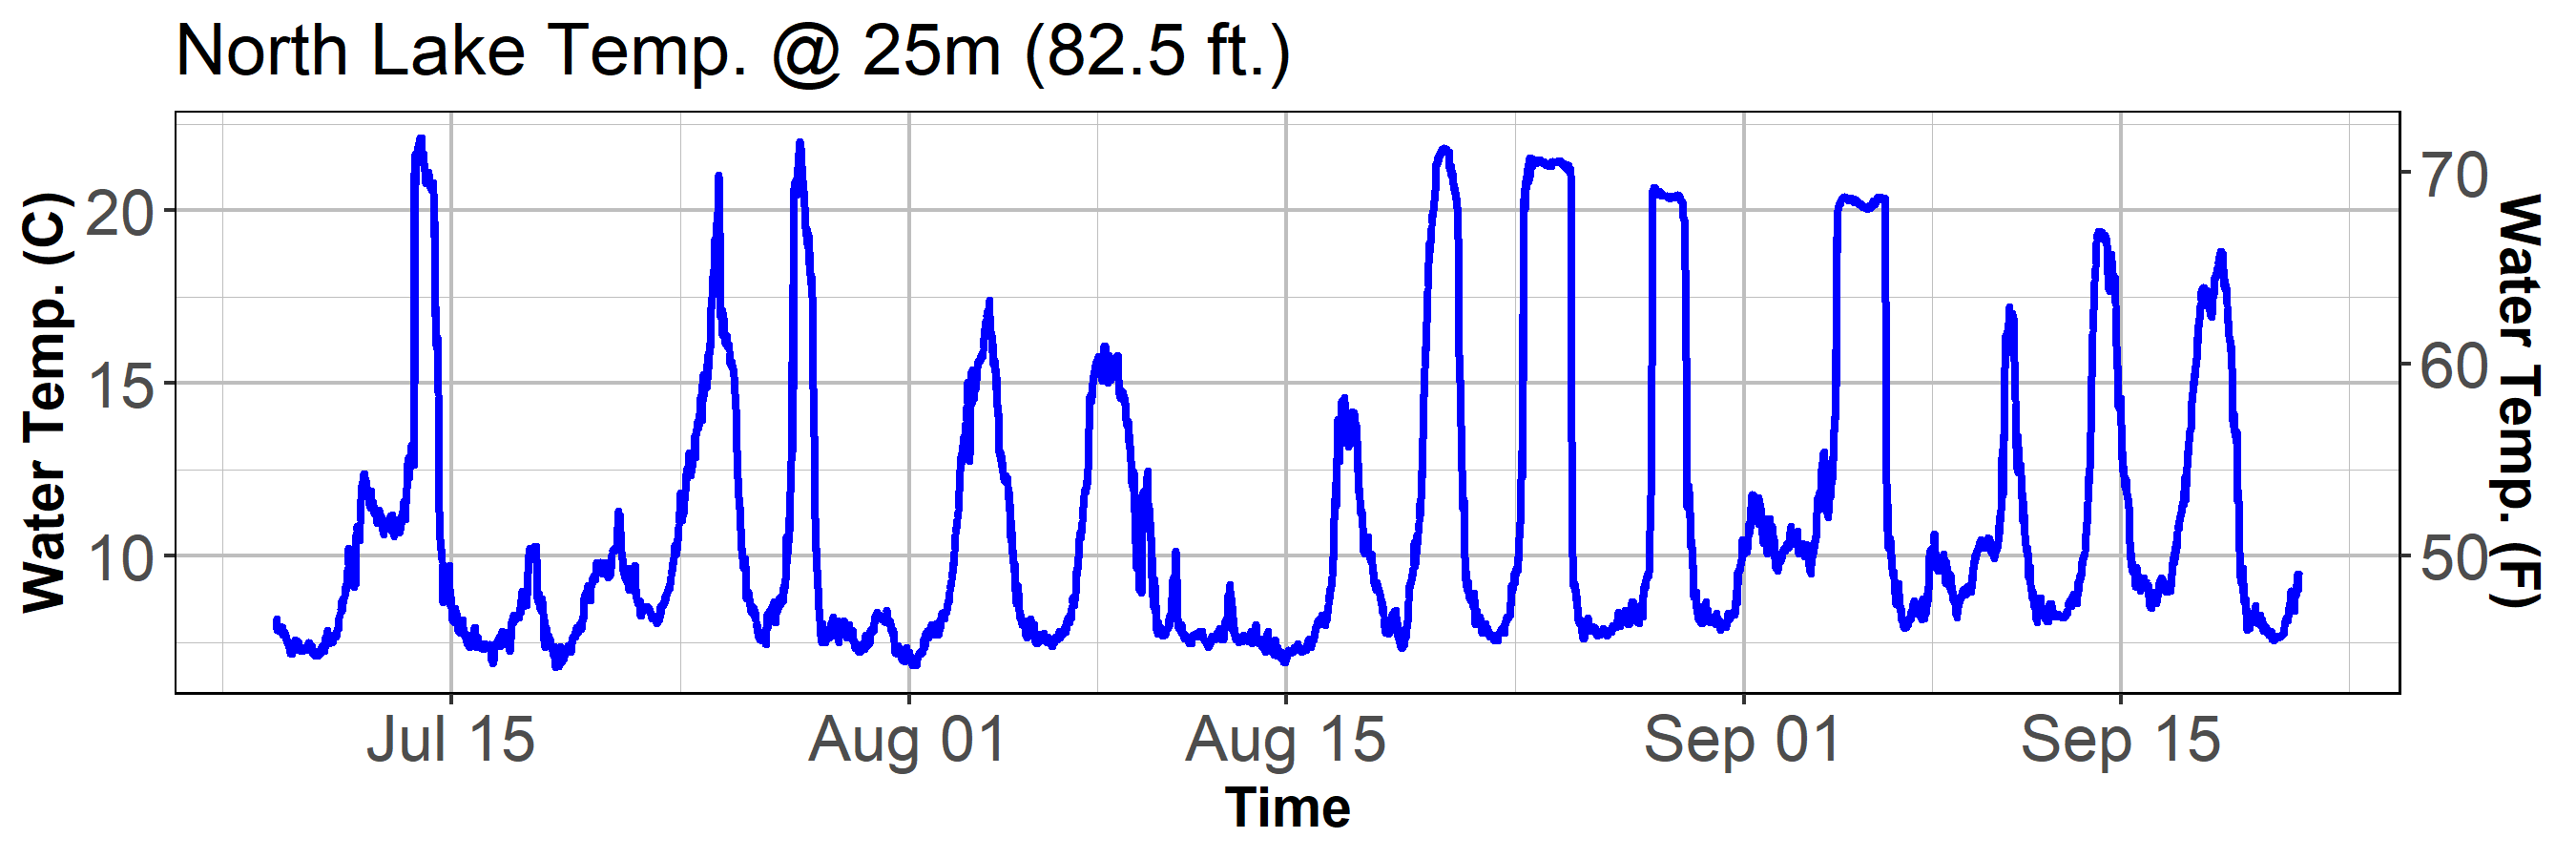 North Lake Temp. @ 25m (82.5 ft.)
Water Temp. (C)
20
15
10
70
60
50
Water Temp. (F)
Jul 15
Aug 01
Aug 15
Sep 01
Sep 15
Time